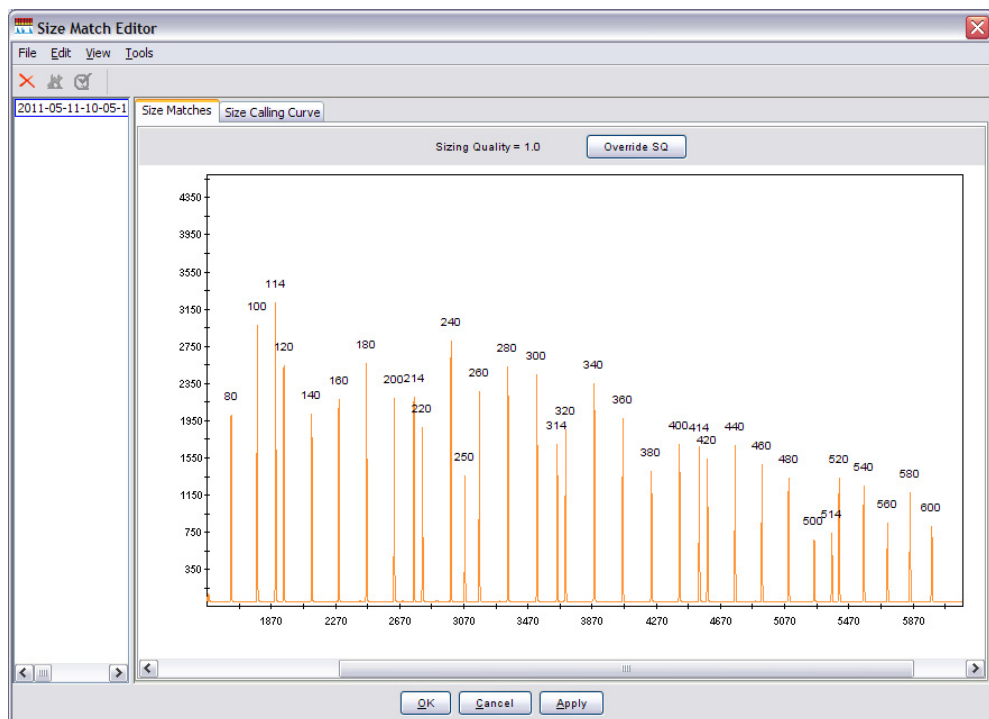 Size Match Editor
File Edit View Tools
2011-05-11-10-05-1
Size Matches Size Calling Curve
Sizing Quality = 1.0 Override SQ
4350
3950
3550
3150
2750
2350
1950
1550
1150
750
350
80 100 114 120 140 160 180 200 214 220 240 250 260 280 300 314 320 340 360 380 400 414 420 440 460 480 500 514 520 540 560 580 600
1870 2270 2670 3070 3470 3870 4270 4670 5070 5470 5870
OK Cancel Apply